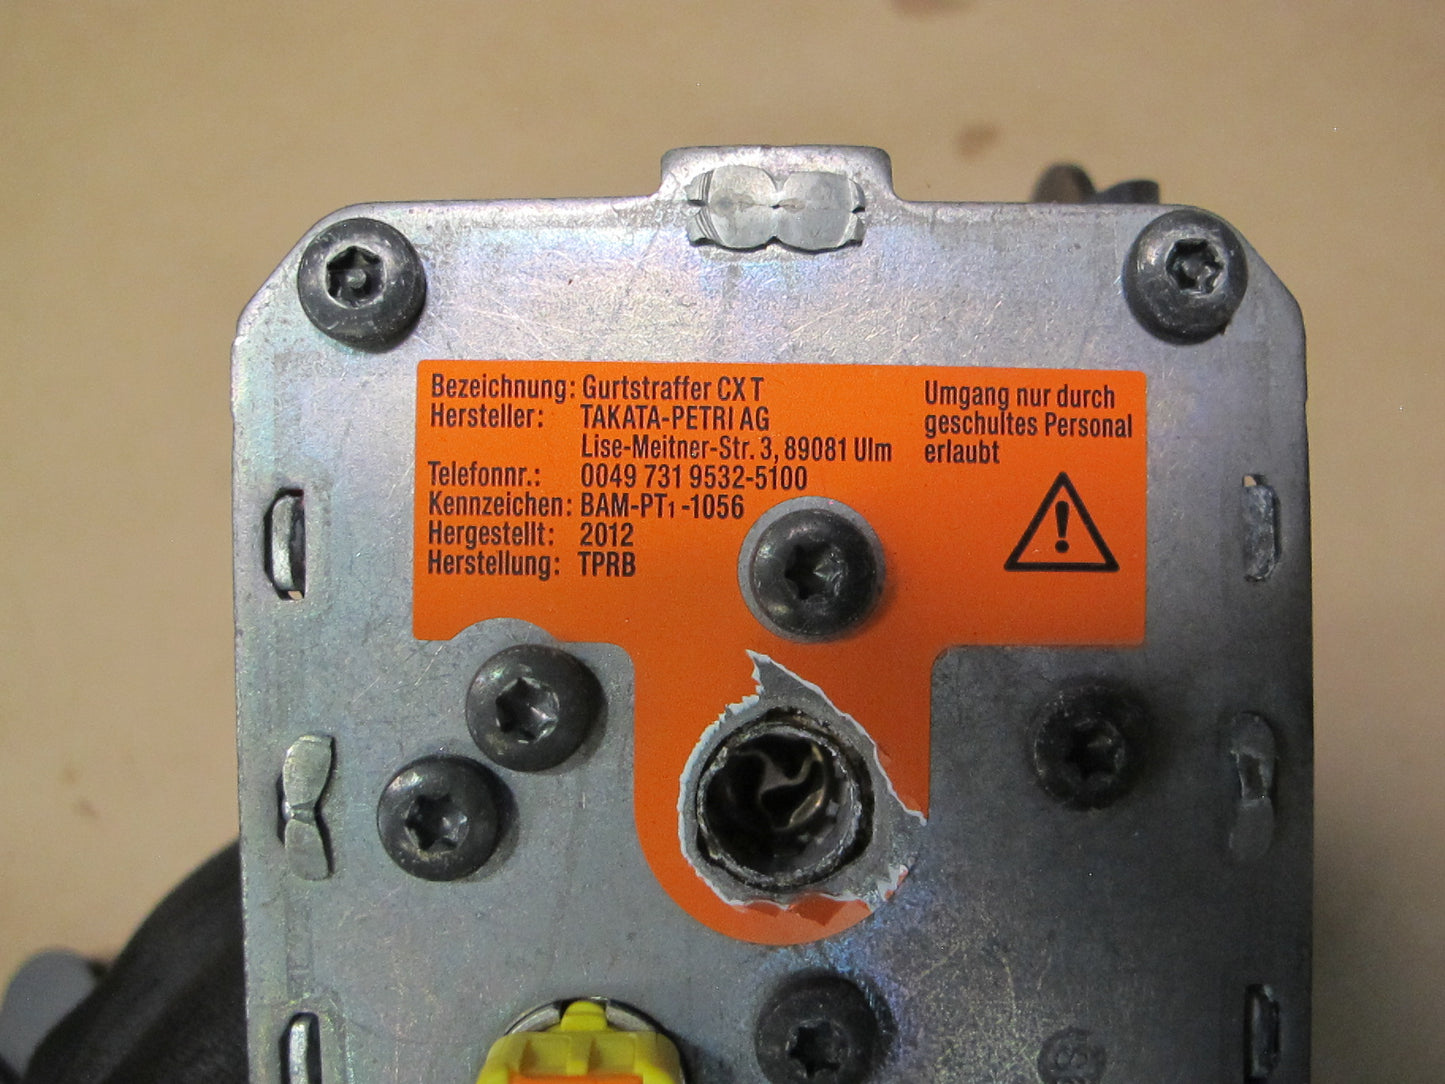 Bezeichnung: Gurtstraffer CX T
Hersteller: TAKATA-PETRI AG
Lise-Meitner-Str. 3, 89081 Ulm
Telefonnr.: 0049 731 9532-5100
Kennzeichen: BAM-PT1-1056
Hergestellt: 2012
Herstellung: TPRB
Umgang nur durch
geschultes Personal
erlaubt